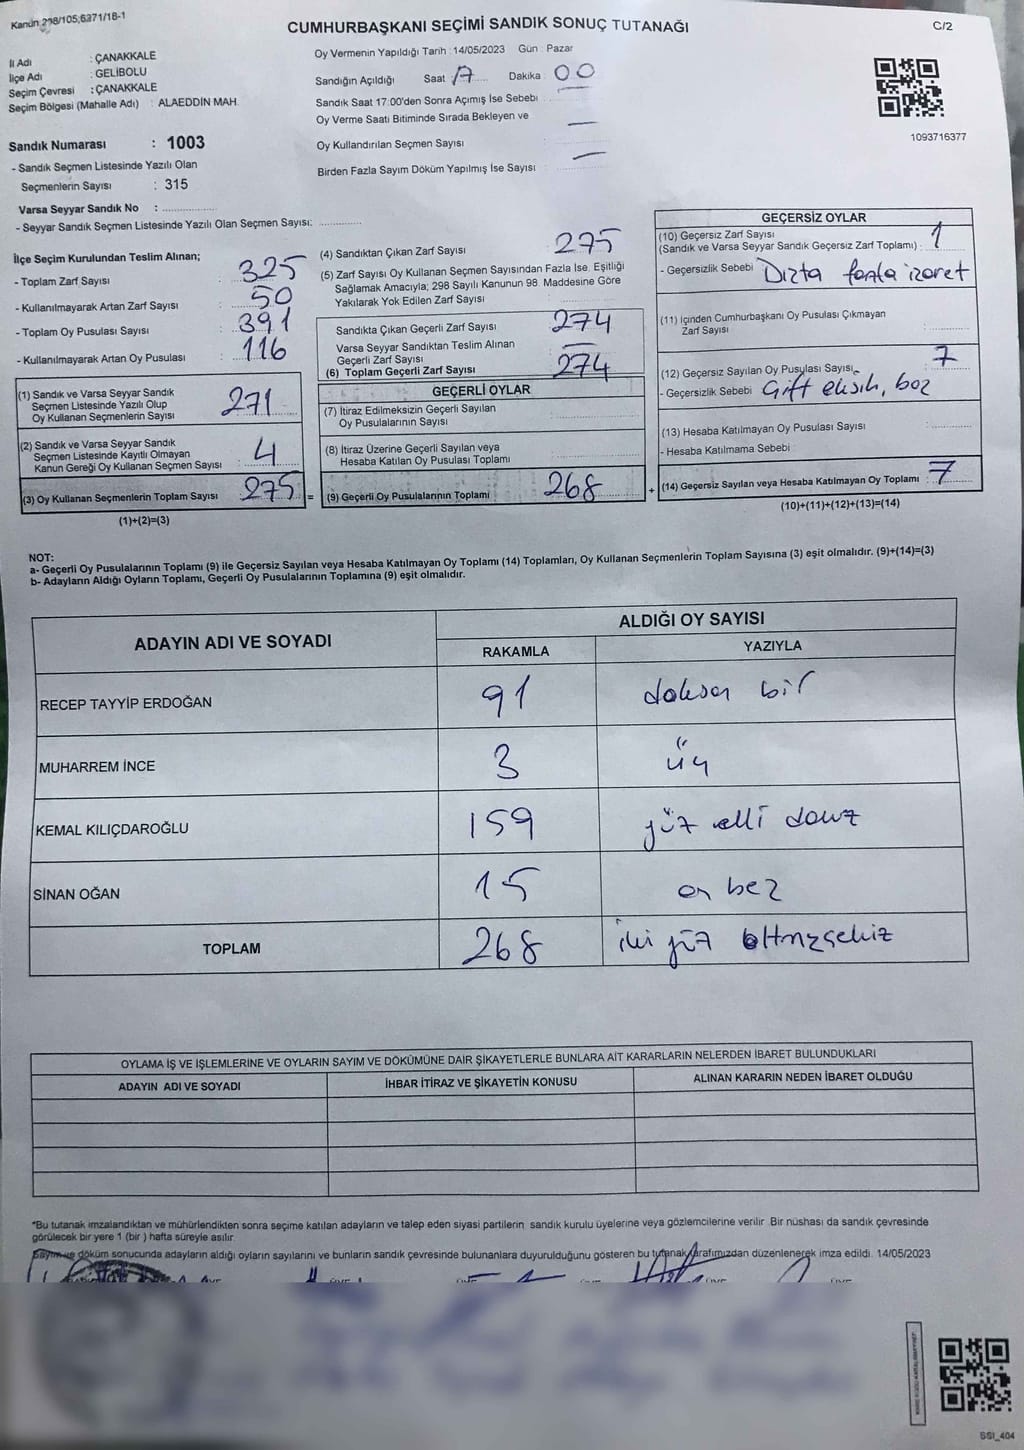 Kanun 298/105;6271/18-1
CUMHURBAŞKANI SEÇİMİ SANDIK SONUÇ TUTANAĞI
C/2
İl Adı : ÇANAKKALE
İlçe Adı : GELİBOLU
Seçim Çevresi : ÇANAKKALE
Seçim Bölgesi (Mahalle Adı) : ALAEDDİN MAH.
Oy Vermenin Yapıldığı Tarih : 14/05/2023 Gün : Pazar
Sandığın Açıldığı Saat 17 Dakika : 00
Sandık Saat 17:00'den Sonra Açımış İse Sebebi
Oy Verme Saati Bitiminde Sırada Bekleyen ve
Oy Kullandırılan Seçmen Sayısı —
Birden Fazla Sayım Döküm Yapılmış İse Sayısı —
1093716377
Sandık Numarası : 1003
- Sandık Seçmen Listesinde Yazılı Olan
Seçmenlerin Sayısı : 315
Varsa Seyyar Sandık No :
- Seyyar Sandık Seçmen Listesinde Yazılı Olan Seçmen Sayısı:
İlçe Seçim Kurulundan Teslim Alınan;
- Toplam Zarf Sayısı : 325
- Kullanılmayarak Artan Zarf Sayısı : 50
- Toplam Oy Pusulası Sayısı : 391
- Kullanılmayarak Artan Oy Pusulası : 116
(1) Sandık ve Varsa Seyyar Sandık
Seçmen Listesinde Yazılı Olup
Oy Kullanan Seçmenlerin Sayısı 271
(2) Sandık ve Varsa Seyyar Sandık
Seçmen Listesinde Kayıtlı Olmayan
Kanun Gereği Oy Kullanan Seçmen Sayısı 4
(3) Oy Kullanan Seçmenlerin Toplam Sayısı 275 =
(1)+(2)=(3)
(4) Sandıktan Çıkan Zarf Sayısı 275
(5) Zarf Sayısı Oy Kullanan Seçmen Sayısından Fazla İse, Eşitliği
Sağlamak Amacıyla; 298 Sayılı Kanunun 98. Maddesine Göre
Yakılarak Yok Edilen Zarf Sayısı
Sandıkta Çıkan Geçerli Zarf Sayısı 274
Varsa Seyyar Sandıktan Teslim Alınan
Geçerli Zarf Sayısı —
(6) Toplam Geçerli Zarf Sayısı 274
GEÇERLİ OYLAR
(7) İtiraz Edilmeksizin Geçerli Sayılan
Oy Pusulalarının Sayısı
(8) İtiraz Üzerine Geçerli Sayılan veya
Hesaba Katılan Oy Pusulası Toplamı
(9) Geçerli Oy Pusulalarının Toplamı 268 +
GEÇERSİZ OYLAR
(10) Geçersiz Zarf Sayısı
(Sandık ve Varsa Seyyar Sandık Geçersiz Zarf Toplamı) : 1
- Geçersizlik Sebebi fazla
(11) İçinden Cumhurbaşkanı Oy Pusulası Çıkmayan
Zarf Sayısı
(12) Geçersiz Sayılan Oy Pusulası Sayısı 7
- Geçersizlik Sebebi Çift eksik, boz
(13) Hesaba Katılmayan Oy Pusulası Sayısı
- Hesaba Katılmama Sebebi
(14) Geçersiz Sayılan veya Hesaba Katılmayan Oy Toplamı : 7
(10)+(11)+(12)+(13)=(14)
NOT:
a- Geçerli Oy Pusulalarının Toplamı (9) ile Geçersiz Sayılan veya Hesaba Katılmayan Oy Toplamı (14) Toplamları, Oy Kullanan Seçmenlerin Toplam Sayısına (3) eşit olmalıdır. (9)+(14)=(3)
b- Adayların Aldığı Oyların Toplamı, Geçerli Oy Pusulalarının Toplamına (9) eşit olmalıdır.
ADAYIN ADI VE SOYADI ALDIĞI OY SAYISI
RAKAMLA YAZIYLA
RECEP TAYYİP ERDOĞAN 91 doksan bir
MUHARREM İNCE 3 üç
KEMAL KILIÇDAROĞLU 159 yüz elli dokuz
SİNAN OĞAN 15 on beş
TOPLAM 268 iki yüz altmışsekiz
OYLAMA İŞ VE İŞLEMLERİNE VE OYLARIN SAYIM VE DÖKÜMÜNE DAİR ŞİKAYETLERLE BUNLARA AİT KARARLARIN NELERDEN İBARET BULUNDUKLARI
ADAYIN ADI VE SOYADI İHBAR İTİRAZ VE ŞİKAYETİN KONUSU ALINAN KARARIN NEDEN İBARET OLDUĞU
*Bu tutanak imzalandıktan ve mühürlendikten sonra seçime katılan adayların ve talep eden siyasi partilerin sandık kurulu üyelerine veya gözlemcilerine verilir. Bir nüshası da sandık çevresinde
görülecek bir yere 1 (bir ) hafta süreyle asılır.
Sayım ve döküm sonucunda adayların aldığı oyların sayılarını ve bunların sandık çevresinde bulunanlara duyurulduğunu gösteren bu tutanak tarafımızdan düzenlenerek imza edildi. 14/05/2023
SSI_404